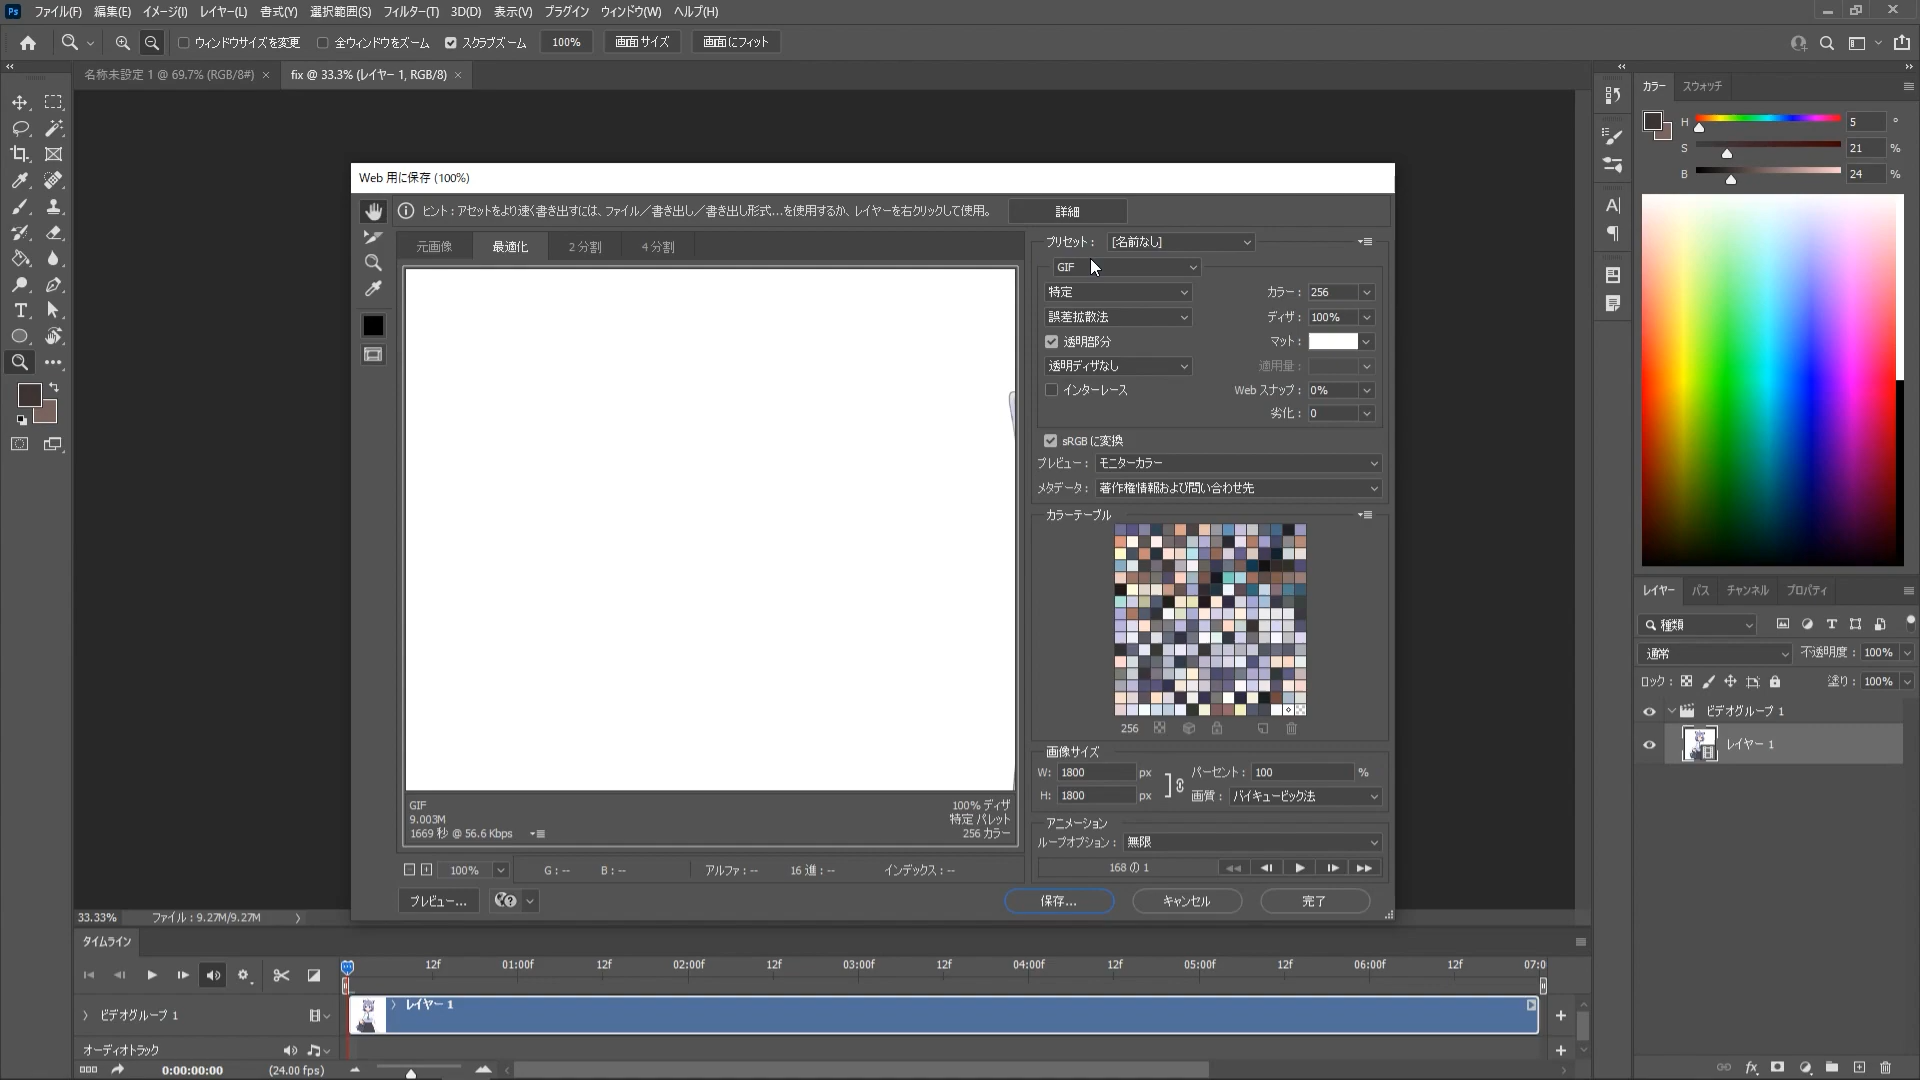 Ps ファイル(F) 編集(E) イメージ(I) レイヤー(L) 書式(Y) 選択範囲(S) フィルター(T) 3D(D) 表示(V) プラグイン ウィンドウ(W) ヘルプ(H)
ウィンドウサイズを変更 全ウィンドウをズーム スクラブズーム 100% 画面サイズ 画面にフィット
名称未設定 1 @ 69.7% (RGB/8#) × fix @ 33.3% (レイヤー 1, RGB/8) ×
カラー スウォッチ
H 5 °
S 21 %
B 24 %
Web 用に保存 (100%)
ヒント : アセットをより速く書き出すには、ファイル／書き出し／書き出し形式...を使用するか、レイヤーを右クリックして使用。 詳細
元画像 最適化 2 分割 4 分割
プリセット : [名前なし]
GIF
特定 カラー : 256
誤差拡散法 ディザ : 100%
透明部分 マット :
透明ディザなし 適用量 :
インターレース Web スナップ : 0%
劣化 : 0
sRGB に変換
プレビュー : モニターカラー
メタデータ : 著作権情報および問い合わせ先
カラーテーブル
256
画像サイズ
W: 1800 px パーセント : 100 %
H: 1800 px 画質 : バイキュービック法
アニメーション
ループオプション : 無限
168 の 1
GIF 100% ディザ
9.003M 特定 パレット
1669 秒 @ 56.6 Kbps 256 カラー
100% G : -- B : -- アルファ : -- 16 進 : -- インデックス : --
プレビュー... 保存... キャンセル 完了
レイヤー パス チャンネル プロパティ
種類
通常 不透明度 : 100%
ロック : 塗り : 100%
ビデオグループ 1
レイヤー 1
33.33% ファイル : 9.27M/9.27M
タイムライン
12f 01:00f 12f 02:00f 12f 03:00f 12f 04:00f 12f 05:00f 12f 06:00f 12f 07:0
レイヤー 1
ビデオグループ 1
オーディオトラック
0:00:00:00 (24.00 fps)